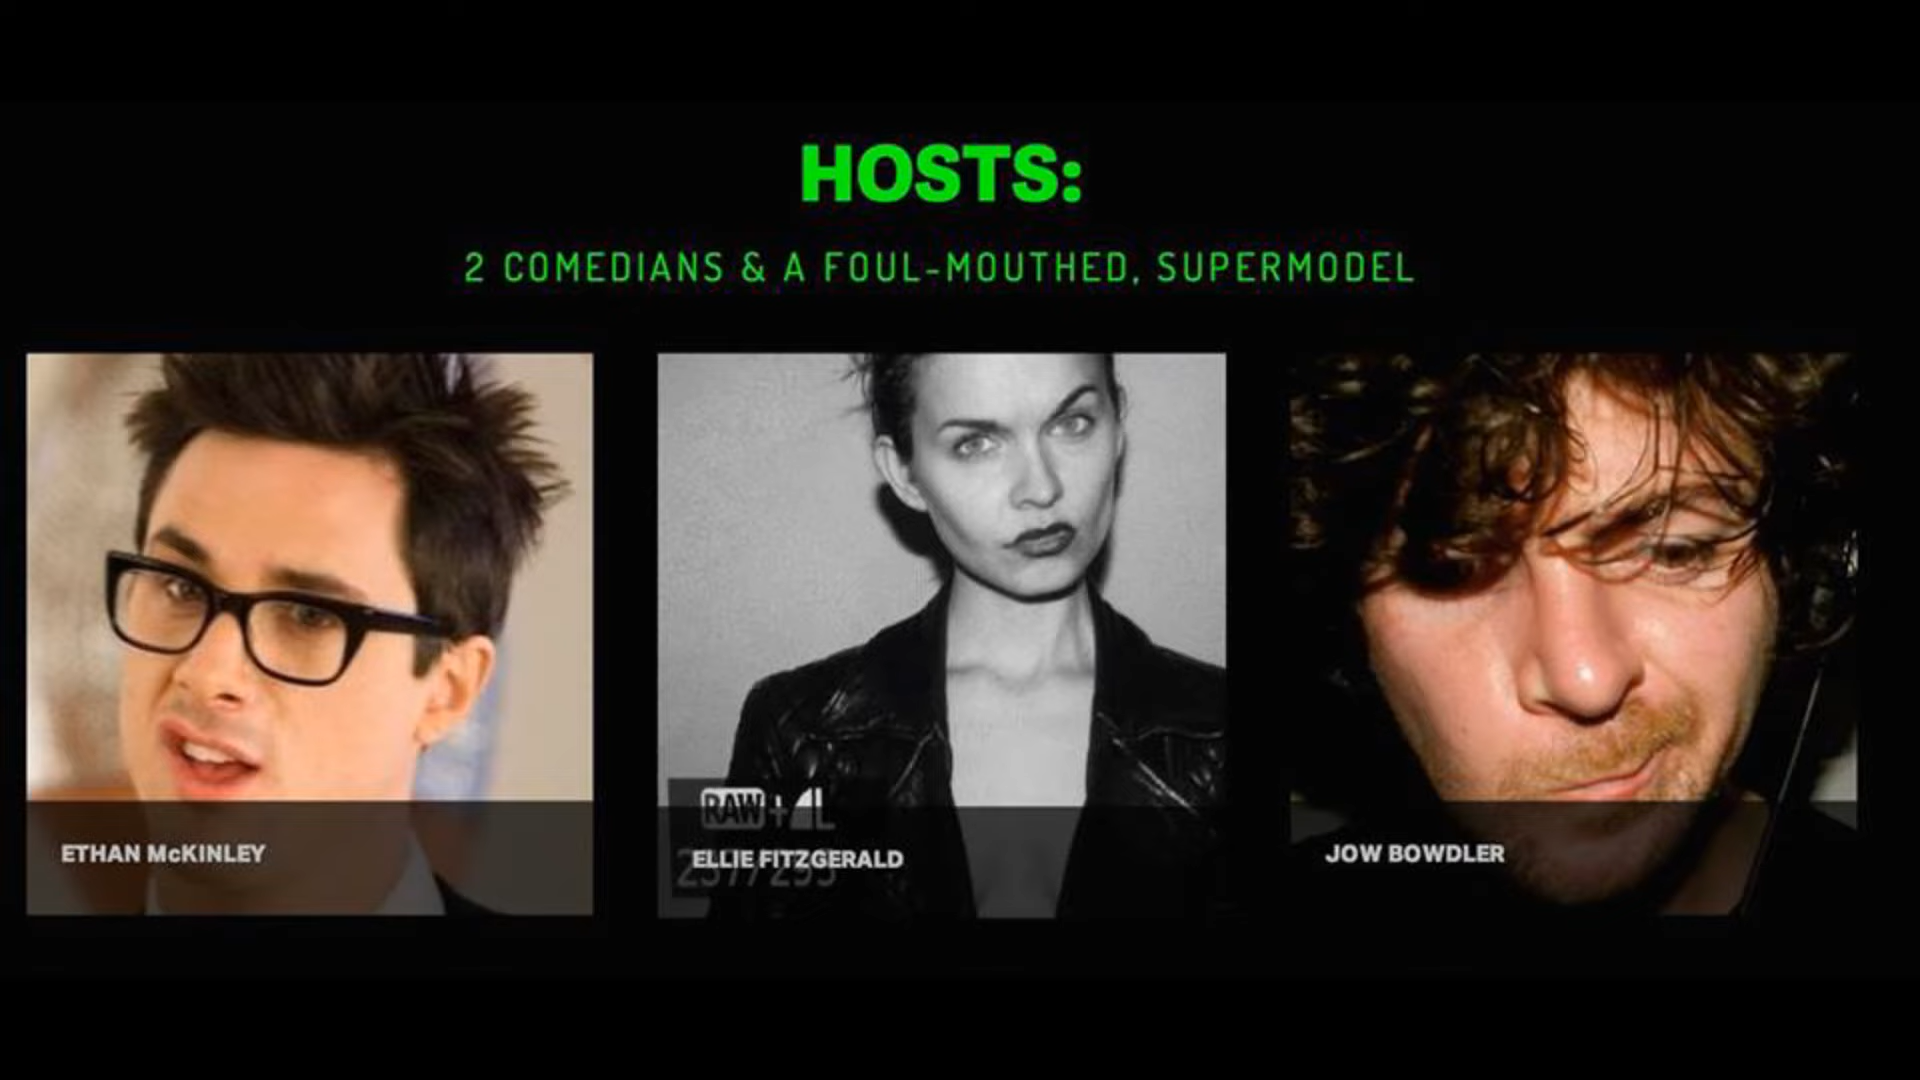 HOSTS:
2 COMEDIANS & A FOUL-MOUTHED, SUPERMODEL
ETHAN McKINLEY
RAW+ L
ELLIE FITZGERALD
JOW BOWDLER